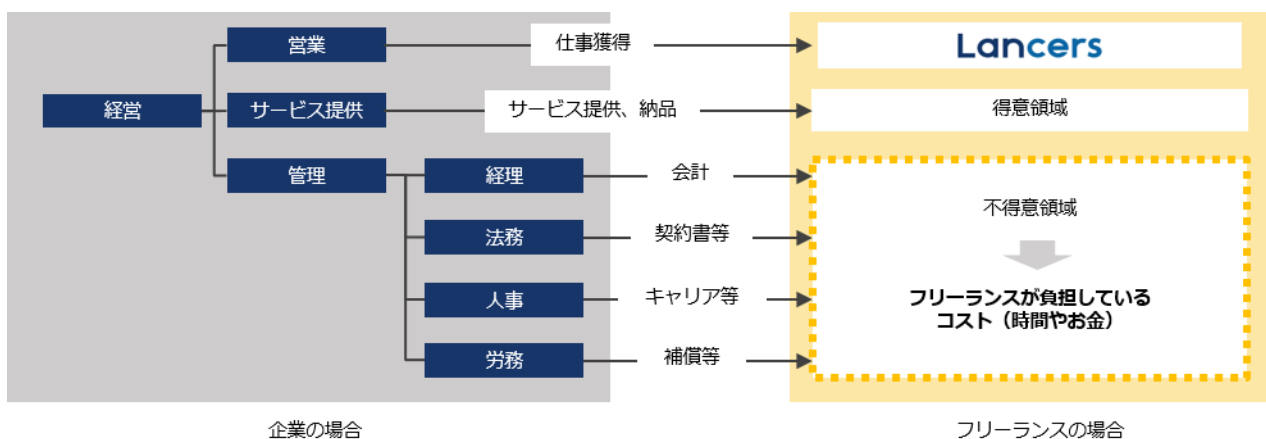 営業
仕事獲得
Lancers
経営
サービス提供
サービス提供、納品
得意領域
管理
経理
会計
不得意領域
法務
契約書等
人事
キャリア等
フリーランスが負担している
コスト（時間やお金）
労務
補償等
企業の場合
フリーランスの場合